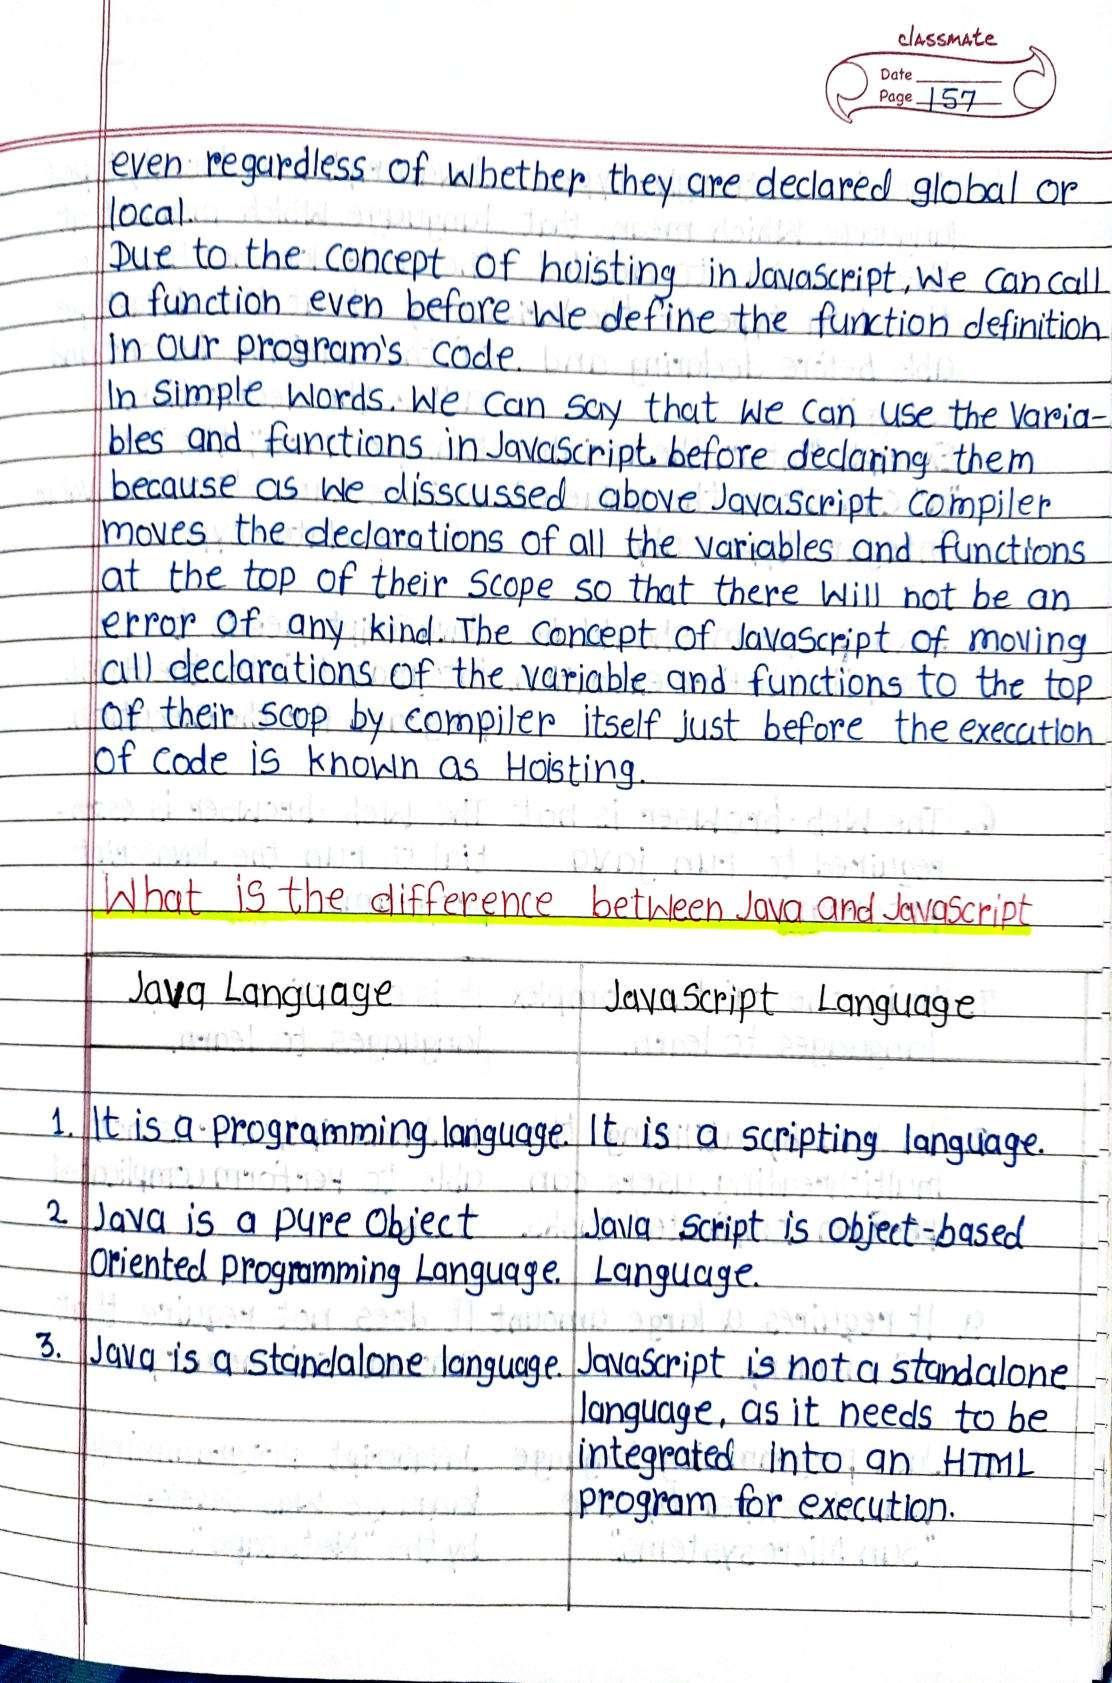 classmate
Date
Page 157
even regardless of whether they are declared global or
local.
Due to the concept of hoisting in JavaScript, We can call
a function even before we define the function definition
in our program's code.
In simple words. We can say that we can use the varia-
bles and functions in JavaScript before declaring them
because as we disscussed above Javascript compiler
moves the declarations of all the variables and functions
at the top of their scope so that there will not be an
error of any kind. The concept of JavaScript of moving
all declarations of the variable and functions to the top
of their scop by compiler itself just before the execution
of code is known as Hoisting.
What is the difference between Java and JavaScript
Java Language JavaScript Language
1. It is a programming language. It is a scripting language.
2 Java is a pure Object Java script is object-based
Oriented programming Language. Language.
3. Java is a standalone language. JavaScript is not a standalone
language, as it needs to be
integrated into an HTML
program for execution.